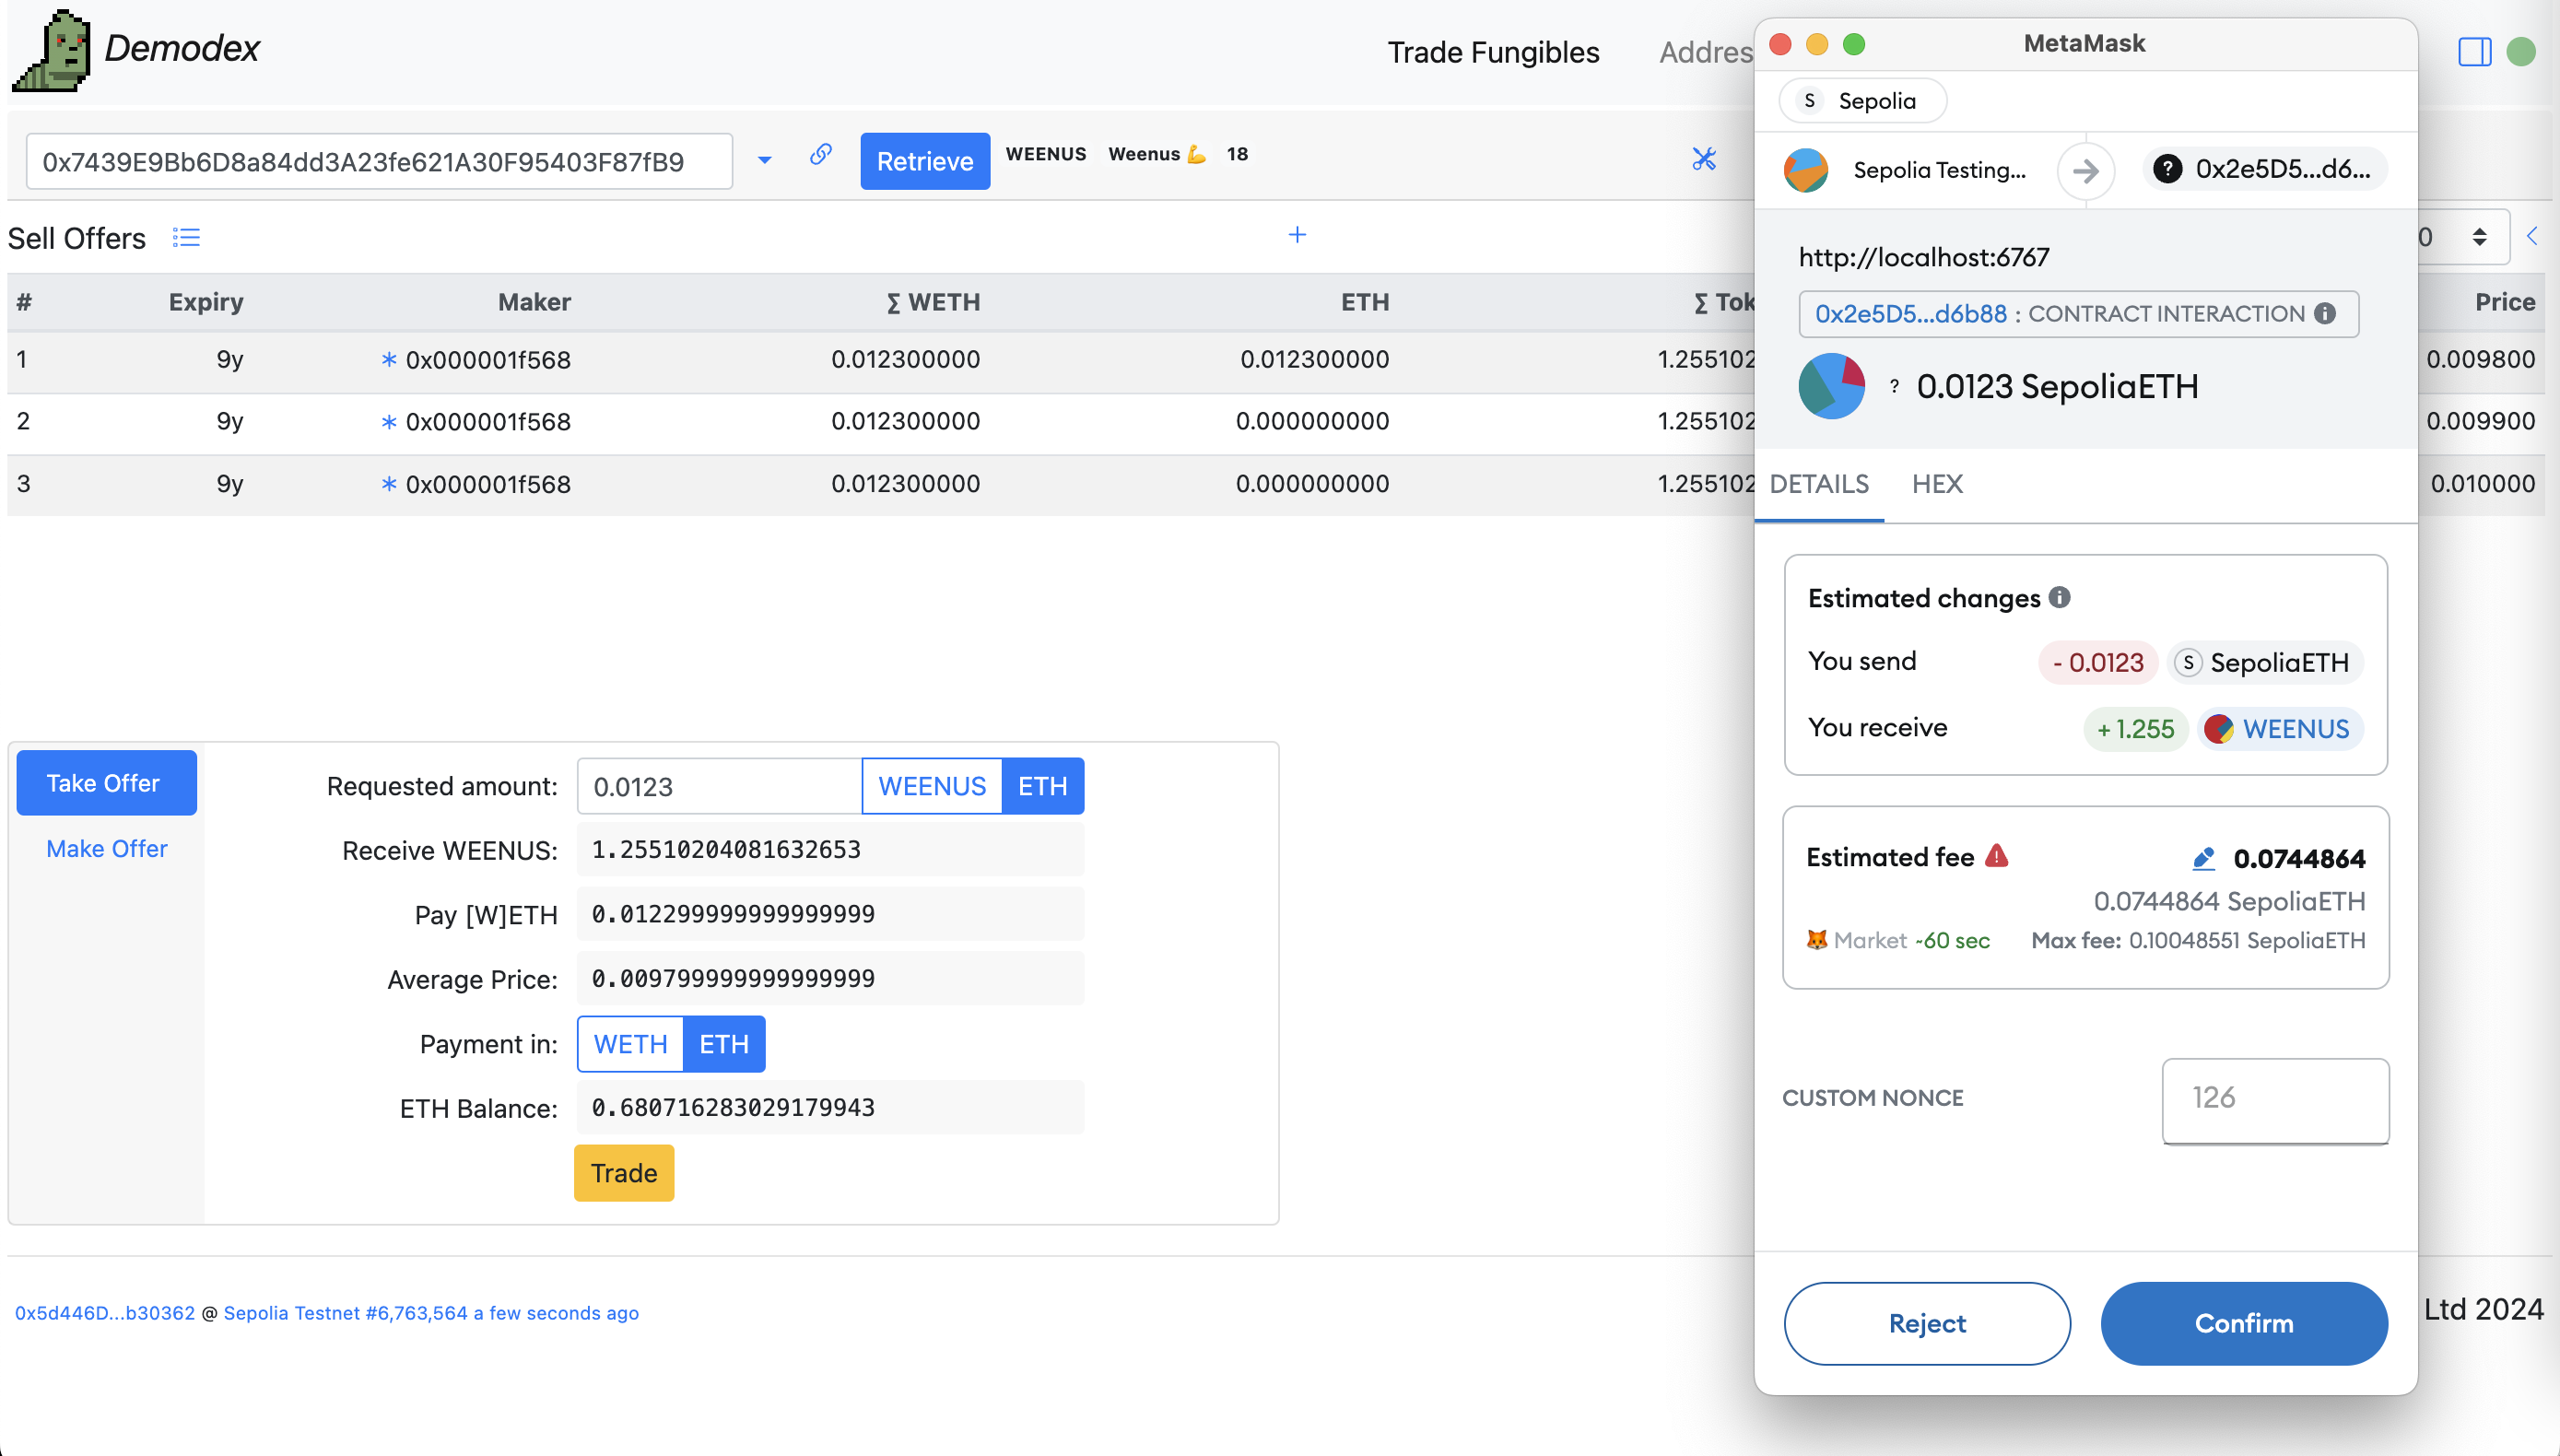 Demodex
Trade Fungibles Addres
0x7439E9Bb6D8a84dd3A23fe621A30F95403F87fB9 Retrieve WEENUS Weenus 💪 18
Sell Offers
# Expiry Maker ∑ WETH ETH ∑ Tok Price
1 9y * 0x000001f568 0.012300000 0.012300000 1.255102 0.009800
2 9y * 0x000001f568 0.012300000 0.000000000 1.255102 0.009900
3 9y * 0x000001f568 0.012300000 0.000000000 1.255102 0.010000
Take Offer
Make Offer
Requested amount: 0.0123 WEENUS ETH
Receive WEENUS: 1.25510204081632653
Pay [W]ETH 0.012299999999999999
Average Price: 0.009799999999999999
Payment in: WETH ETH
ETH Balance: 0.680716283029179943
Trade
0x5d446D...b30362 @ Sepolia Testnet #6,763,564 a few seconds ago
Ltd 2024
0
MetaMask
S Sepolia
Sepolia Testing... ? 0x2e5D5...d6...
http://localhost:6767
0x2e5D5...d6b88 : CONTRACT INTERACTION
? 0.0123 SepoliaETH
DETAILS HEX
Estimated changes
You send - 0.0123 S SepoliaETH
You receive + 1.255 WEENUS
Estimated fee 0.0744864
0.0744864 SepoliaETH
🦊 Market ~60 sec Max fee: 0.10048551 SepoliaETH
CUSTOM NONCE 126
Reject Confirm